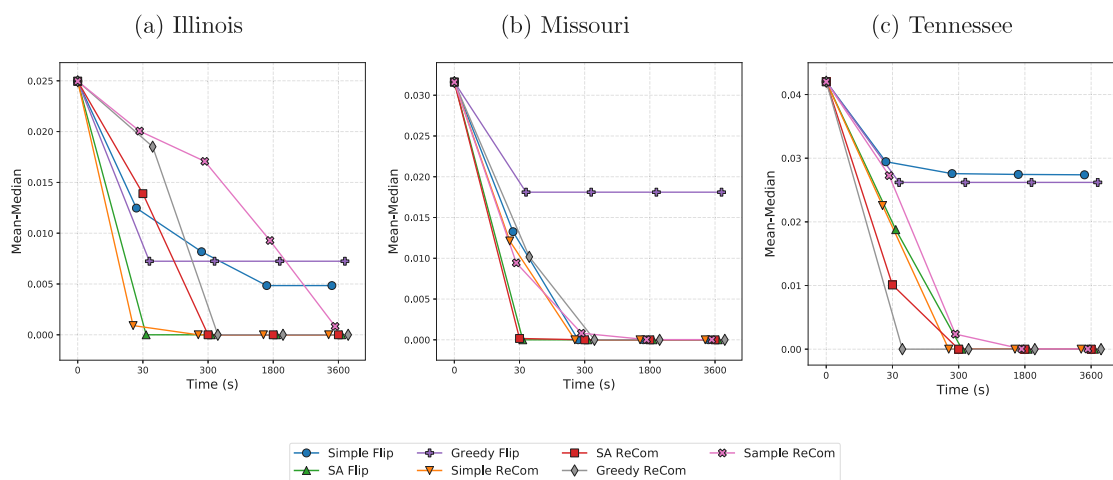 (a) Illinois
(b) Missouri
(c) Tennessee
Mean-Median
0.025
0.020
0.015
0.010
0.005
0.000
0
30
300
1800
3600
Time (s)
Mean-Median
0.030
0.025
0.020
0.015
0.010
0.005
0.000
0
30
300
1800
3600
Time (s)
Mean-Median
0.04
0.03
0.02
0.01
0.00
0
30
300
1800
3600
Time (s)
Simple Flip
Greedy Flip
SA ReCom
Sample ReCom
SA Flip
Simple ReCom
Greedy ReCom